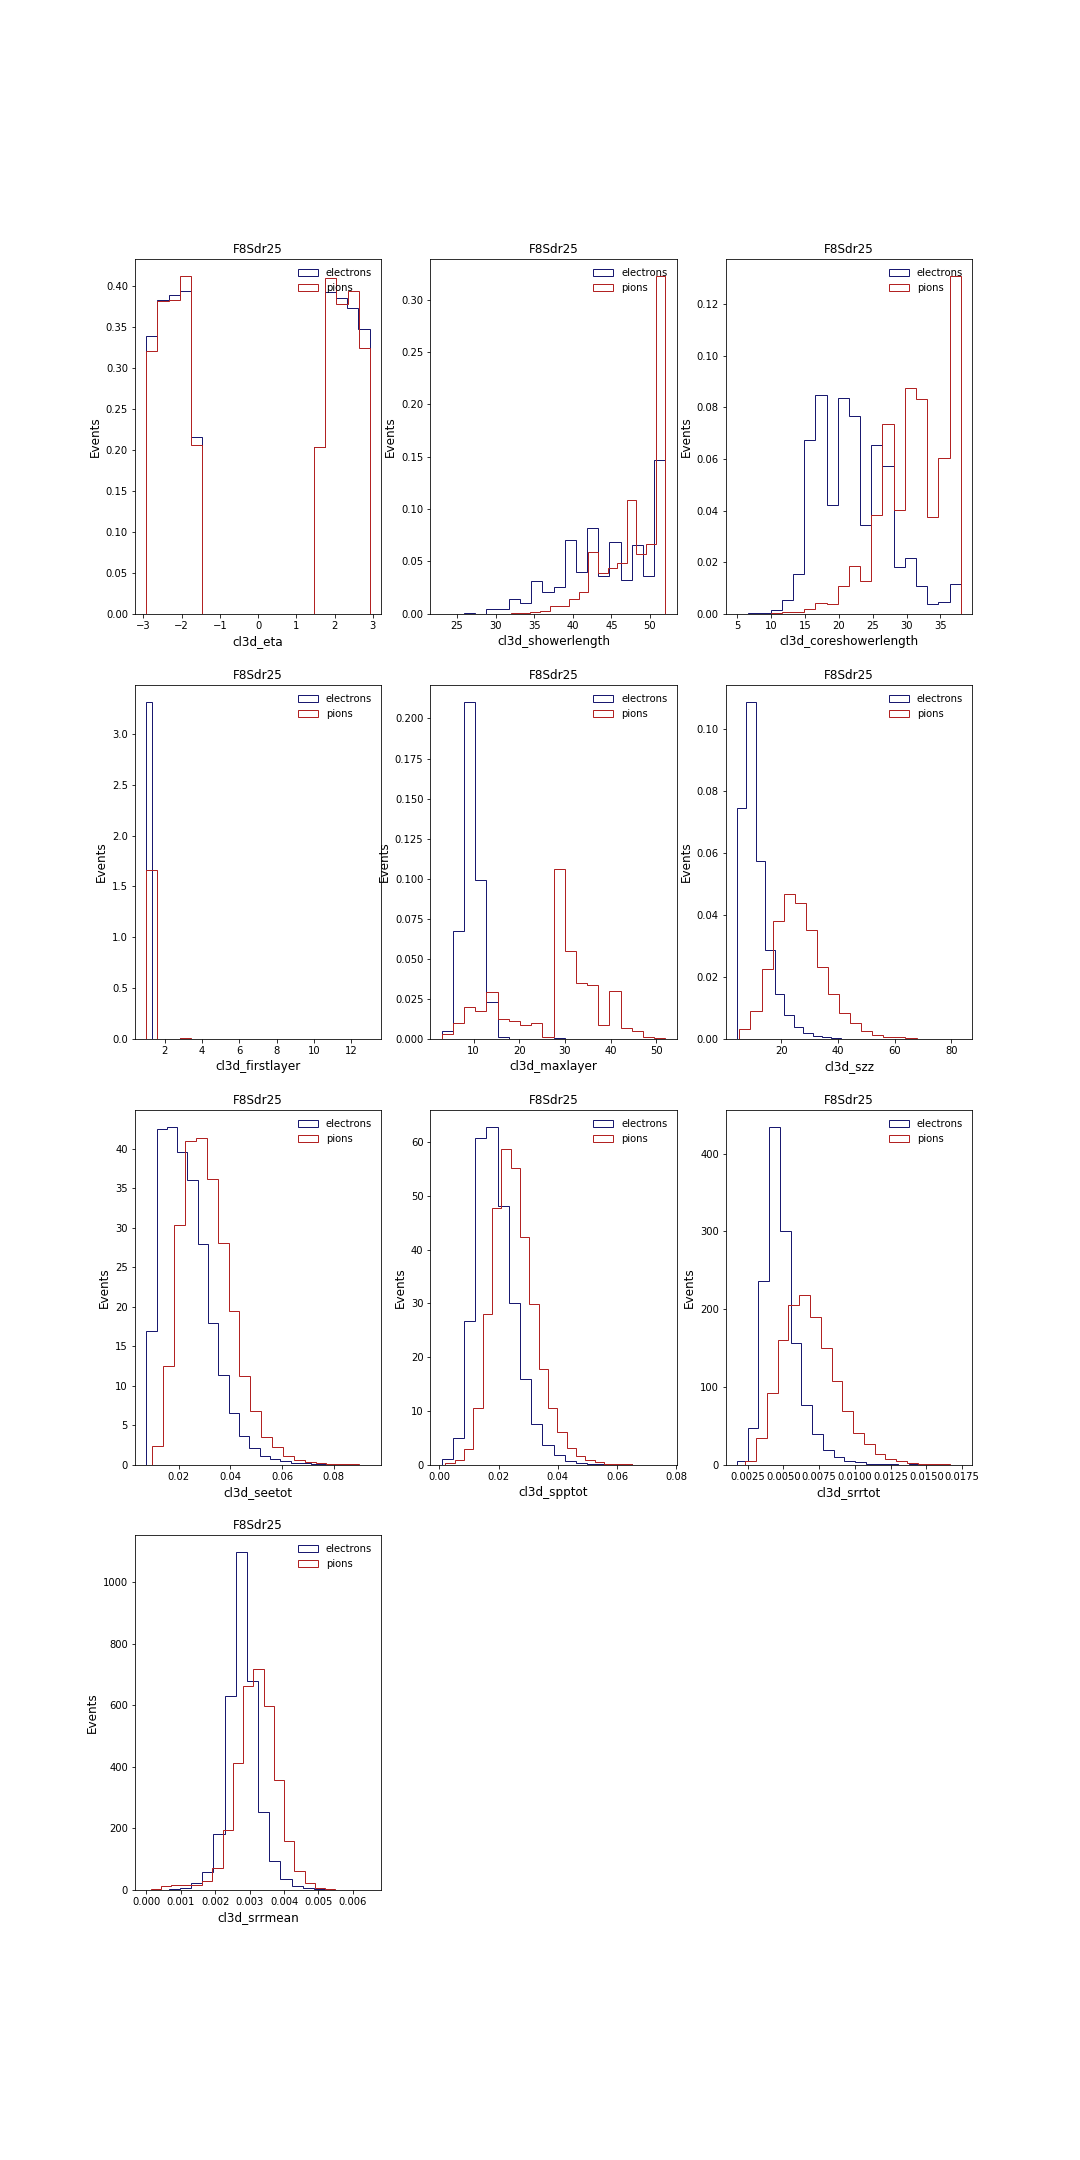 F8Sdr25 F8Sdr25 F8Sdr25
electrons electrons electrons
pions pions pions
Events Events Events
0.40 0.35 0.30 0.25 0.20 0.15 0.10 0.05 0.00
0.30 0.25 0.20 0.15 0.10 0.05 0.00
0.12 0.10 0.08 0.06 0.04 0.02 0.00
−3 −2 −1 0 1 2 3 25 30 35 40 45 50 5 10 15 20 25 30 35
cl3d_eta cl3d_showerlength cl3d_coreshowerlength
F8Sdr25 F8Sdr25 F8Sdr25
electrons electrons electrons
pions pions pions
Events Events Events
3.0 2.5 2.0 1.5 1.0 0.5 0.0
0.200 0.175 0.150 0.125 0.100 0.075 0.050 0.025 0.000
0.10 0.08 0.06 0.04 0.02 0.00
2 4 6 8 10 12 10 20 30 40 50 20 40 60 80
cl3d_firstlayer cl3d_maxlayer cl3d_szz
F8Sdr25 F8Sdr25 F8Sdr25
electrons electrons electrons
pions pions pions
Events Events Events
40 35 30 25 20 15 10 5 0
60 50 40 30 20 10 0
400 300 200 100 0
0.02 0.04 0.06 0.08 0.00 0.02 0.04 0.06 0.08 0.0025 0.0050 0.0075 0.0100 0.0125 0.0150 0.0175
cl3d_seetot cl3d_spptot cl3d_srrtot
F8Sdr25
electrons
pions
Events
1000 800 600 400 200 0
0.000 0.001 0.002 0.003 0.004 0.005 0.006
cl3d_srrmean